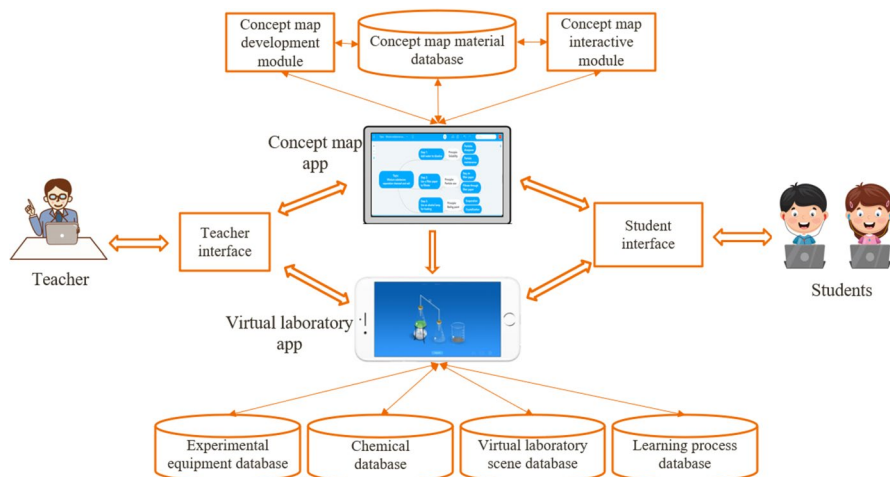 Concept map
development
module
Concept map material
database
Concept map
interactive
module
Concept map
app
Teacher
interface
Student
interface
Teacher
Students
Virtual laboratory
app
Experimental
equipment database
Chemical
database
Virtual laboratory
scene database
Learning process
database